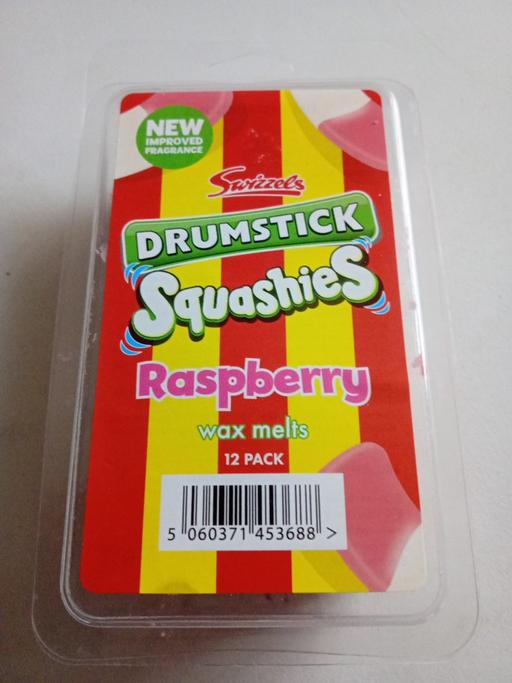 NEW
IMPROVED
FRAGRANCE
Swizzels
DRUMSTICK
Squashies
Raspberry
wax melts
12 PACK
5 060371 453688 >